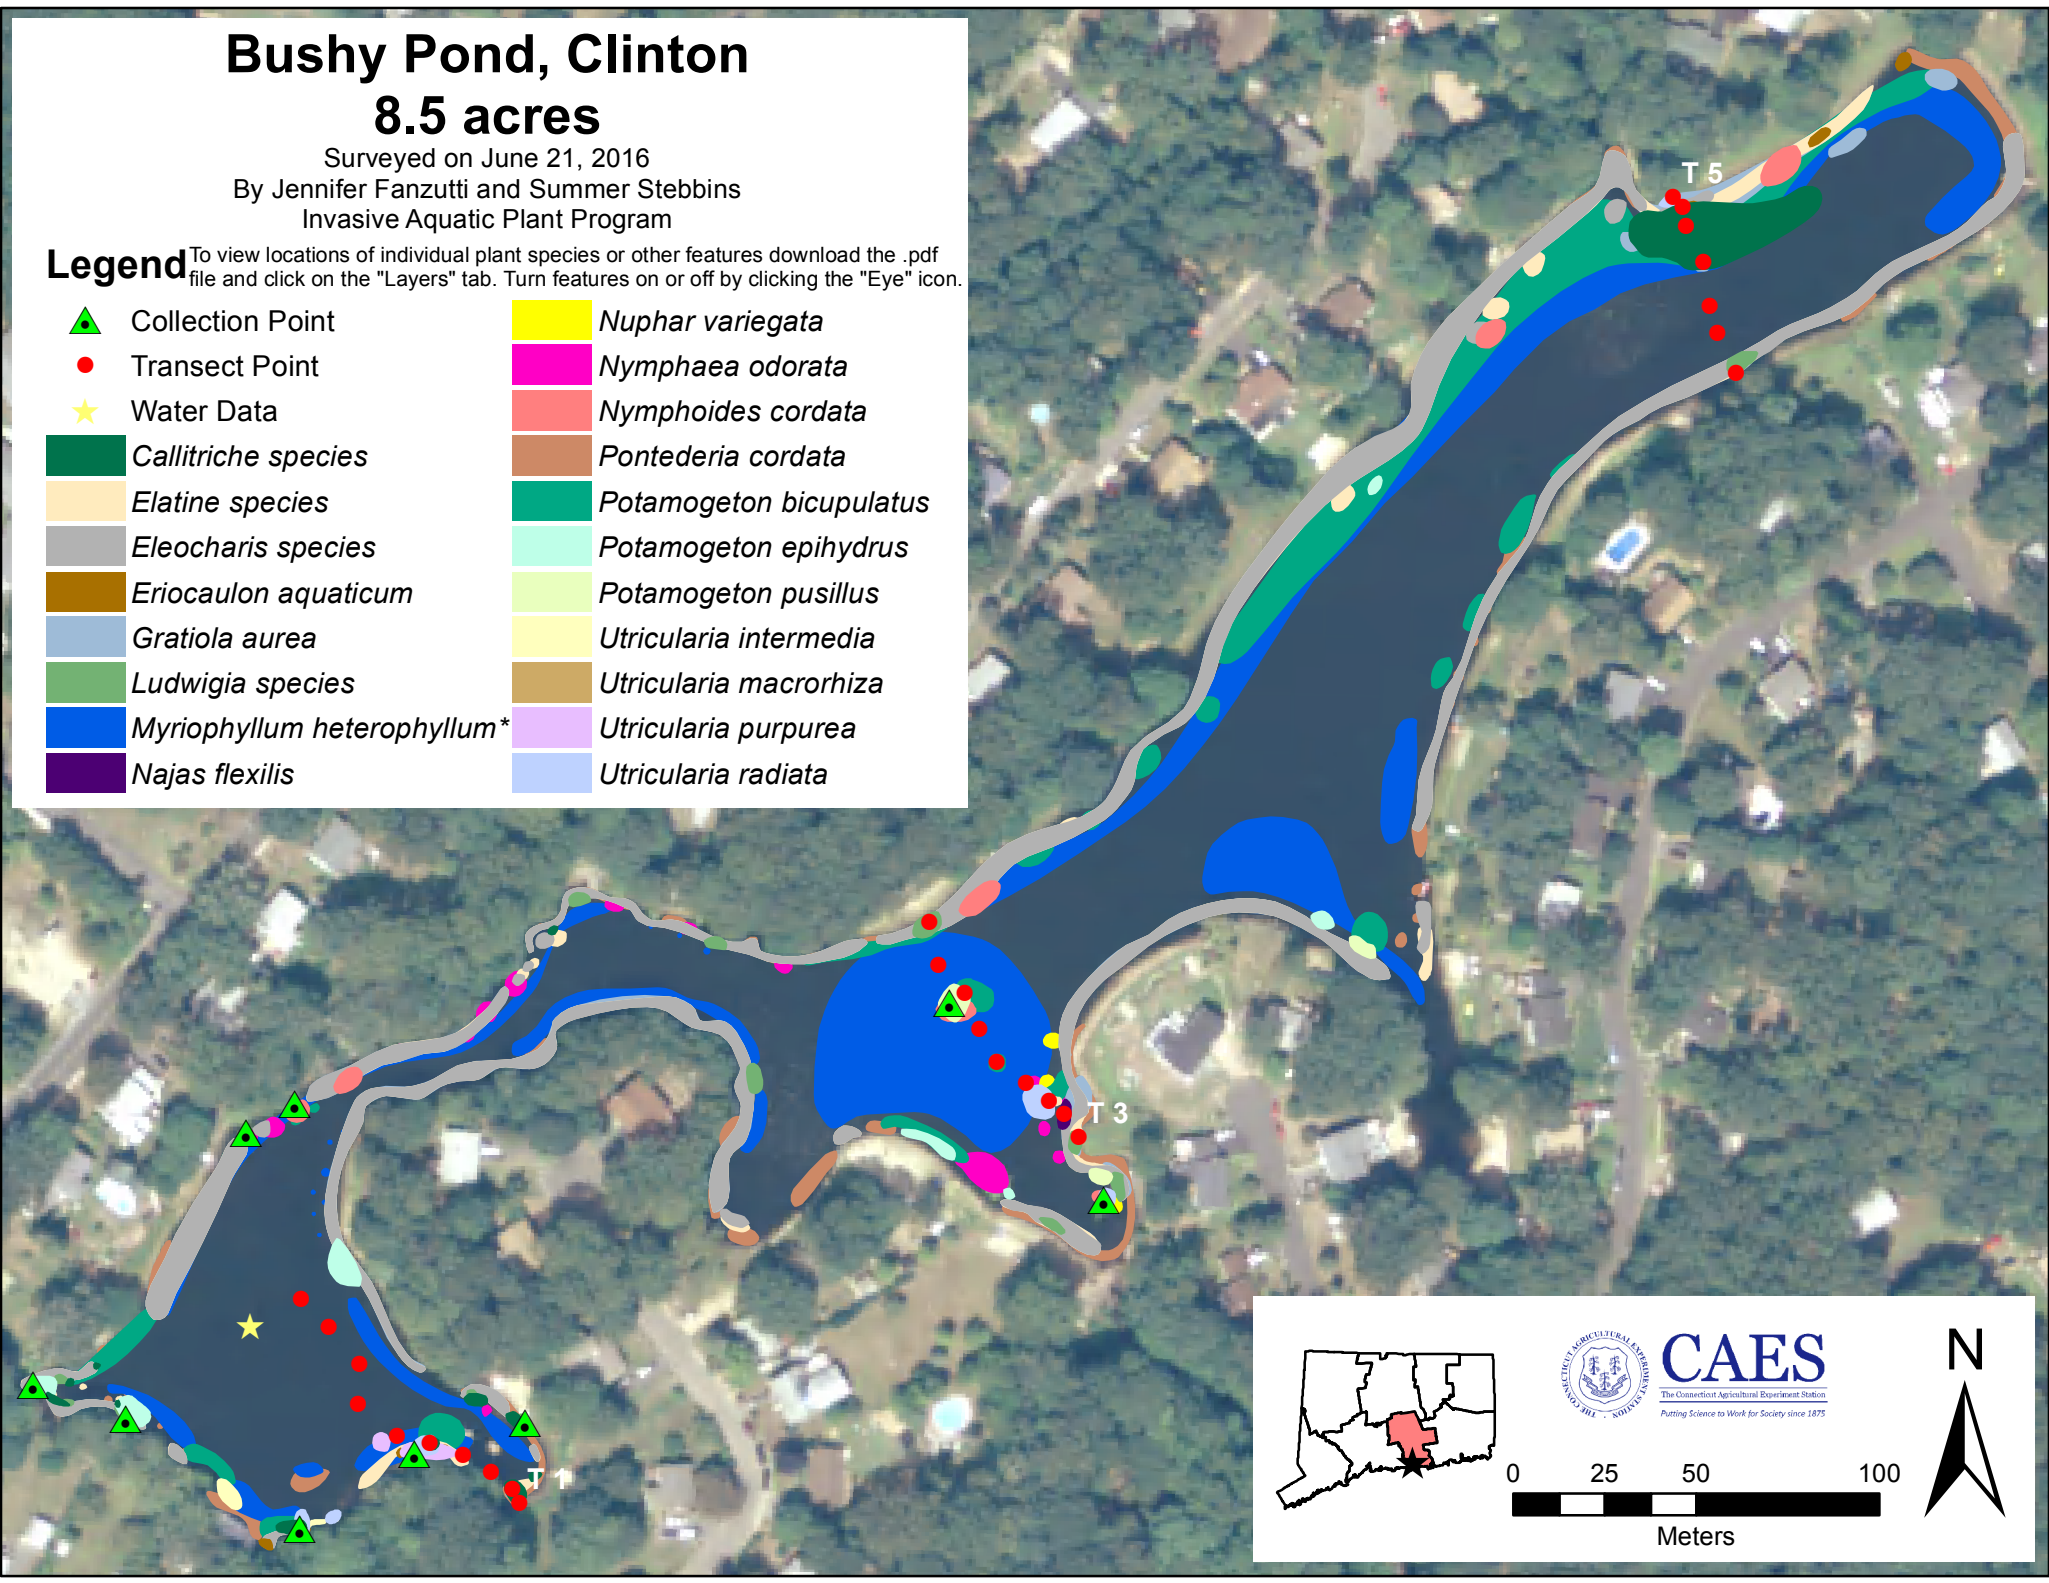 Bushy Pond, Clinton
8.5 acres
Surveyed on June 21, 2016
By Jennifer Fanzutti and Summer Stebbins
Invasive Aquatic Plant Program
Legend
To view locations of individual plant species or other features download the .pdf
file and click on the "Layers" tab. Turn features on or off by clicking the "Eye" icon.
Collection Point
Transect Point
Water Data
Callitriche species
Elatine species
Eleocharis species
Eriocaulon aquaticum
Gratiola aurea
Ludwigia species
Myriophyllum heterophyllum*
Najas flexilis
Nuphar variegata
Nymphaea odorata
Nymphoides cordata
Pontederia cordata
Potamogeton bicupulatus
Potamogeton epihydrus
Potamogeton pusillus
Utricularia intermedia
Utricularia macrorhiza
Utricularia purpurea
Utricularia radiata
T 5
T 3
T 1
THE CONNECTICUT AGRICULTURAL EXPERIMENT STATION
CAES
The Connecticut Agricultural Experiment Station
Putting Science to Work for Society since 1875
N
0 25 50 100
Meters